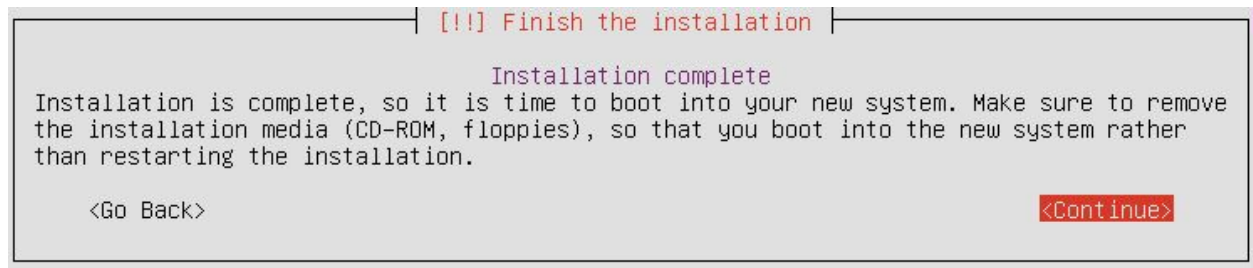 [!!] Finish the installation
Installation complete
Installation is complete, so it is time to boot into your new system. Make sure to remove
the installation media (CD-ROM, floppies), so that you boot into the new system rather
than restarting the installation.
<Go Back> <Continue>